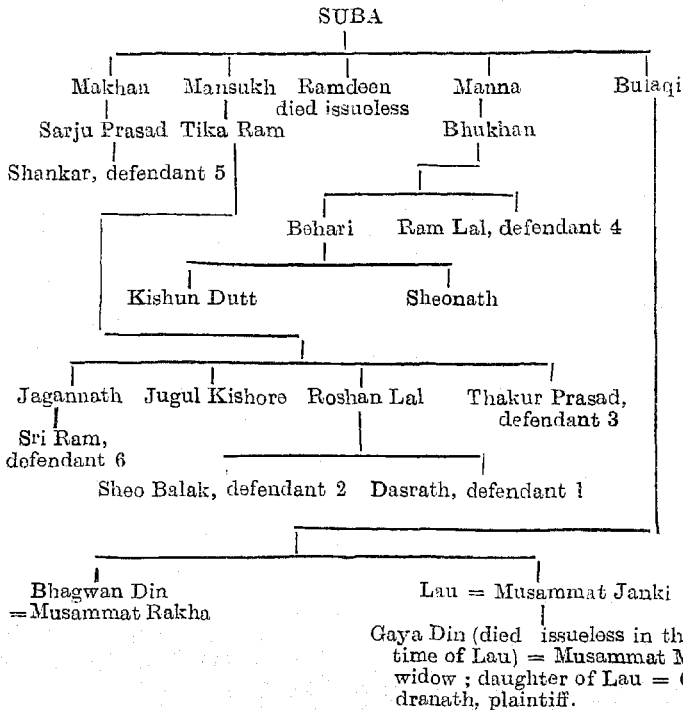 SUBA
Makhan Mansukh Ramdeen Manna Bulaqi
died issueless
Sarju Prasad Tika Ram Bhukhan
Shankar, defendant 5
Behari Ram Lal, defendant 4
Kishun Dutt Sheonath
Jagannath Jugul Kishore Roshan Lal Thakur Prasad,
defendant 3
Sri Ram,
defendant 6
Sheo Balak, defendant 2 Dasrath, defendant 1
Bhagwan Din Lau = Musammat Janki
= Musammat Rakha
Gaya Din (died issueless in th
time of Lau) = Musammat M
widow ; daughter of Lau =
dranath, plaintiff.